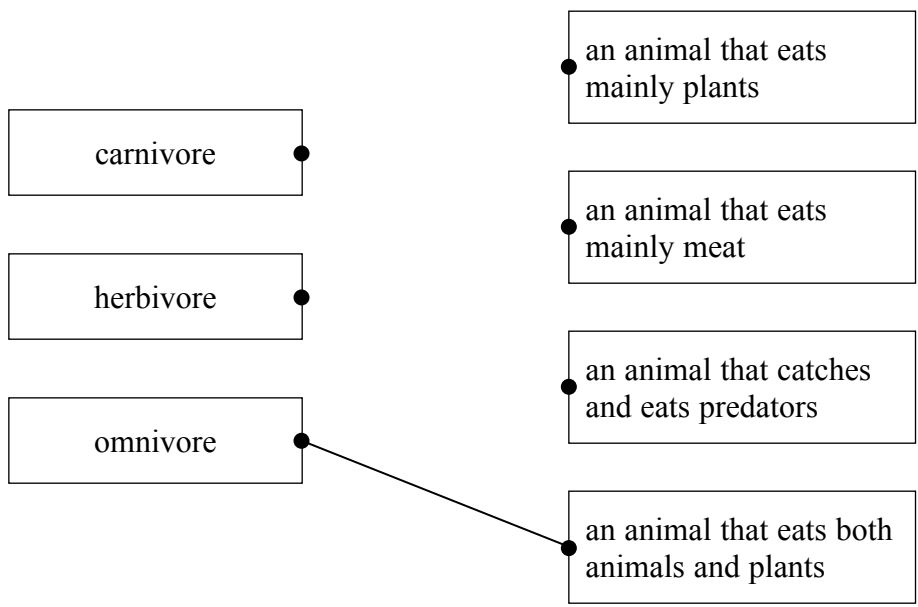 carnivore
herbivore
omnivore
an animal that eats
mainly plants
an animal that eats
mainly meat
an animal that catches
and eats predators
an animal that eats both
animals and plants